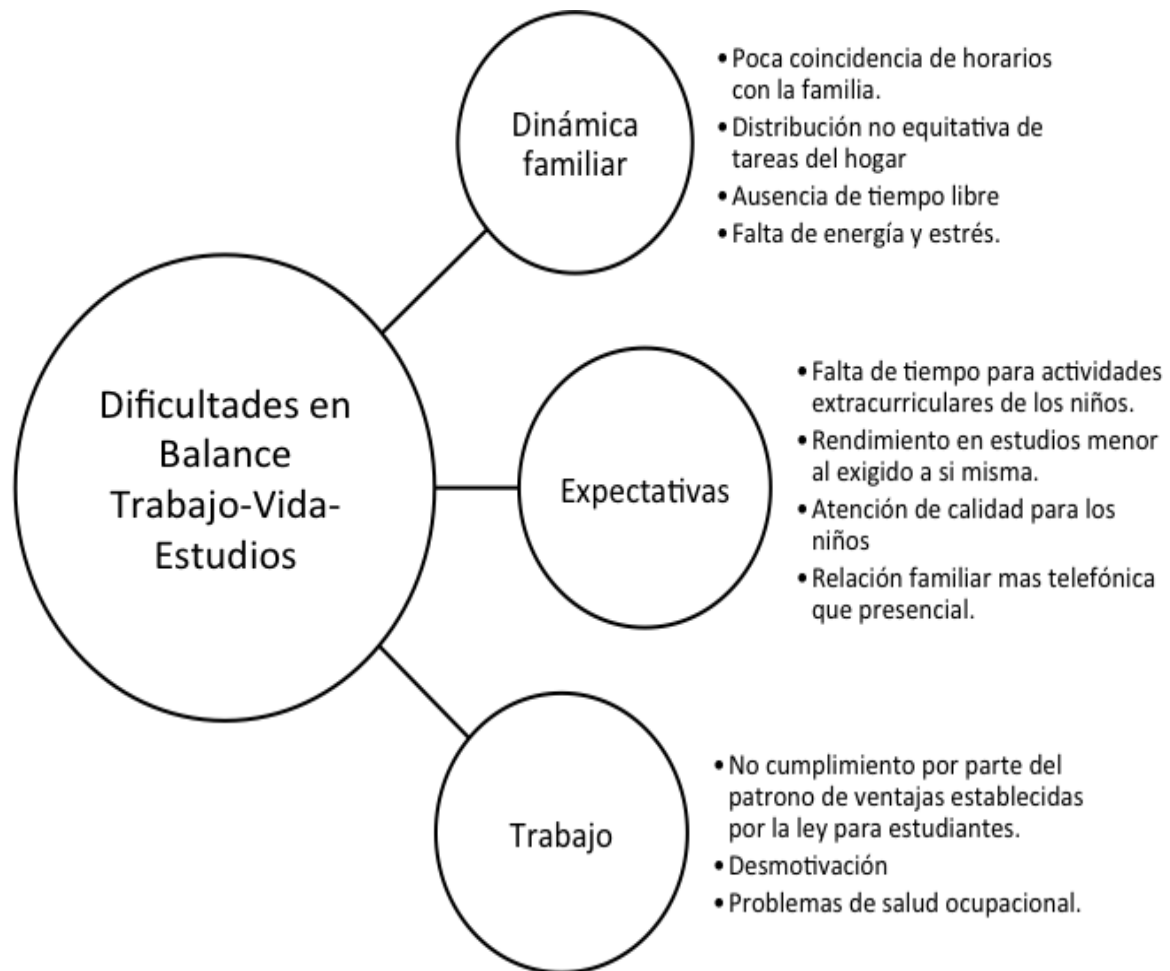 Dinámica
familiar
• Poca coincidencia de horarios
con la familia.
• Distribución no equitativa de
tareas del hogar
• Ausencia de tiempo libre
• Falta de energía y estrés.
Dificultades en
Balance
Trabajo-Vida-
Estudios
Expectativas
• Falta de tiempo para actividades
extracurriculares de los niños.
• Rendimiento en estudios menor
al exigido a si misma.
• Atención de calidad para los
niños
• Relación familiar mas telefónica
que presencial.
Trabajo
• No cumplimiento por parte del
patrono de ventajas establecidas
por la ley para estudiantes.
• Desmotivación
• Problemas de salud ocupacional.